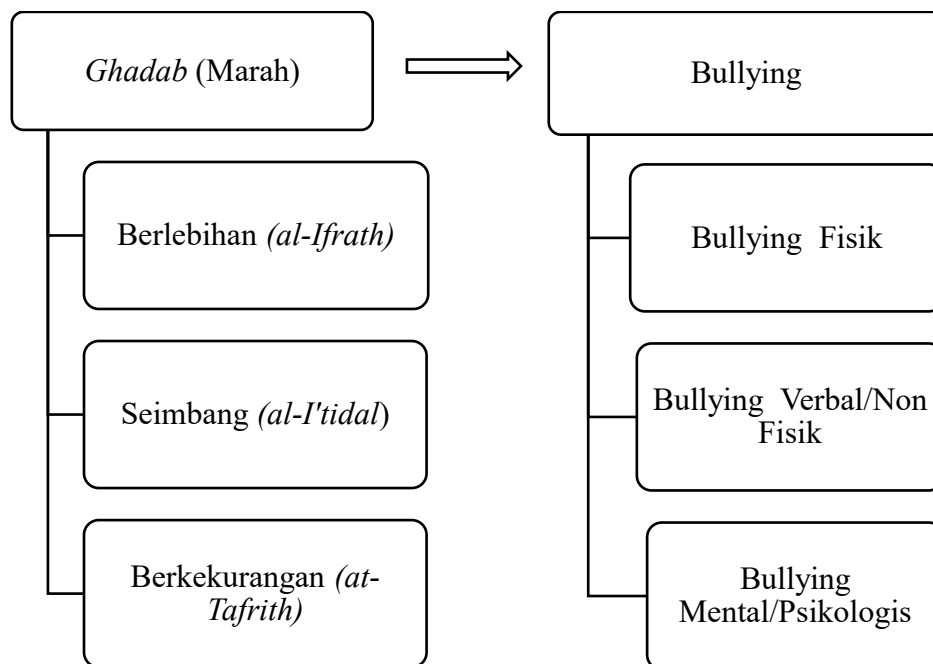 Ghadab (Marah)
Berlebihan (al-Ifrath)
Seimbang (al-I'tidal)
Berkekurangan (at-
Tafrith)
Bullying
Bullying Fisik
Bullying Verbal/Non
Fisik
Bullying
Mental/Psikologis